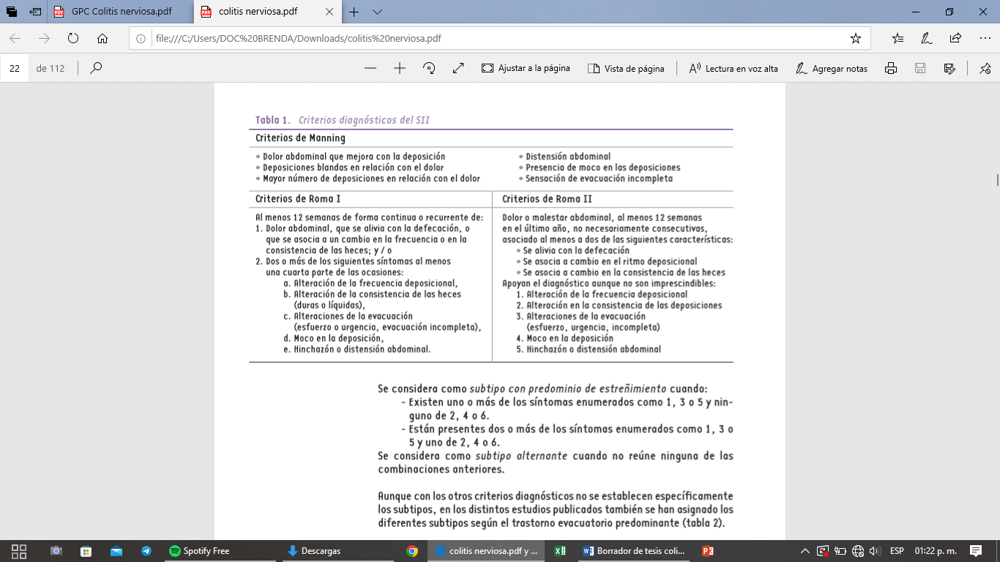 GPC Colitis nerviosa.pdf
colitis nerviosa.pdf
file:///C:/Users/DOC%20BRENDA/Downloads/colitis%20nerviosa.pdf
22 de 112
Ajustar a la página
Vista de página
Lectura en voz alta
Agregar notas
Tabla 1. Criterios diagnósticos del SII
Criterios de Manning
• Dolor abdominal que mejora con la deposición
• Deposiciones blandas en relación con el dolor
• Mayor número de deposiciones en relación con el dolor
• Distensión abdominal
• Presencia de moco en las deposiciones
• Sensación de evacuación incompleta
Criterios de Roma I
Al menos 12 semanas de forma continua o recurrente de:
1. Dolor abdominal, que se alivia con la defecación, o
que se asocia a un cambio en la frecuencia o en la
consistencia de las heces; y / o
2. Dos o más de los siguientes síntomas al menos
una cuarta parte de las ocasiones:
a. Alteración de la frecuencia deposicional,
b. Alteración de la consistencia de las heces
(duras o líquidas),
c. Alteraciones de la evacuación
(esfuerzo o urgencia, evacuación incompleta),
d. Moco en la deposición,
e. Hinchazón o distensión abdominal.
Criterios de Roma II
Dolor o malestar abdominal, al menos 12 semanas
en el último año, no necesariamente consecutivas,
asociado al menos a dos de las siguientes características:
• Se alivia con la defecación
• Se asocia a cambio en el ritmo deposicional
• Se asocia a cambio en la consistencia de las heces
Apoyan el diagnóstico aunque no son imprescindibles:
1. Alteración de la frecuencia deposicional
2. Alteración en la consistencia de las deposiciones
3. Alteraciones de la evacuación
(esfuerzo, urgencia, incompleta)
4. Moco en la deposición
5. Hinchazón o distensión abdominal
Se considera como subtipo con predominio de estreñimiento cuando:
- Existen uno o más de los síntomas enumerados como 1, 3 o 5 y nin-
guno de 2, 4 o 6.
- Están presentes dos o más de los síntomas enumerados como 1, 3 o
5 y uno de 2, 4 o 6.
Se considera como subtipo alternante cuando no reúne ninguna de las
combinaciones anteriores.
Aunque con los otros criterios diagnósticos no se establecen específicamente
los subtipos, en los distintos estudios publicados también se han asignado los
diferentes subtipos según el trastorno evacuatorio predominante (tabla 2).
Spotify Free
Descargas
colitis nerviosa.pdf y ...
Borrador de tesis coli...
ESP
01:22 p. m.